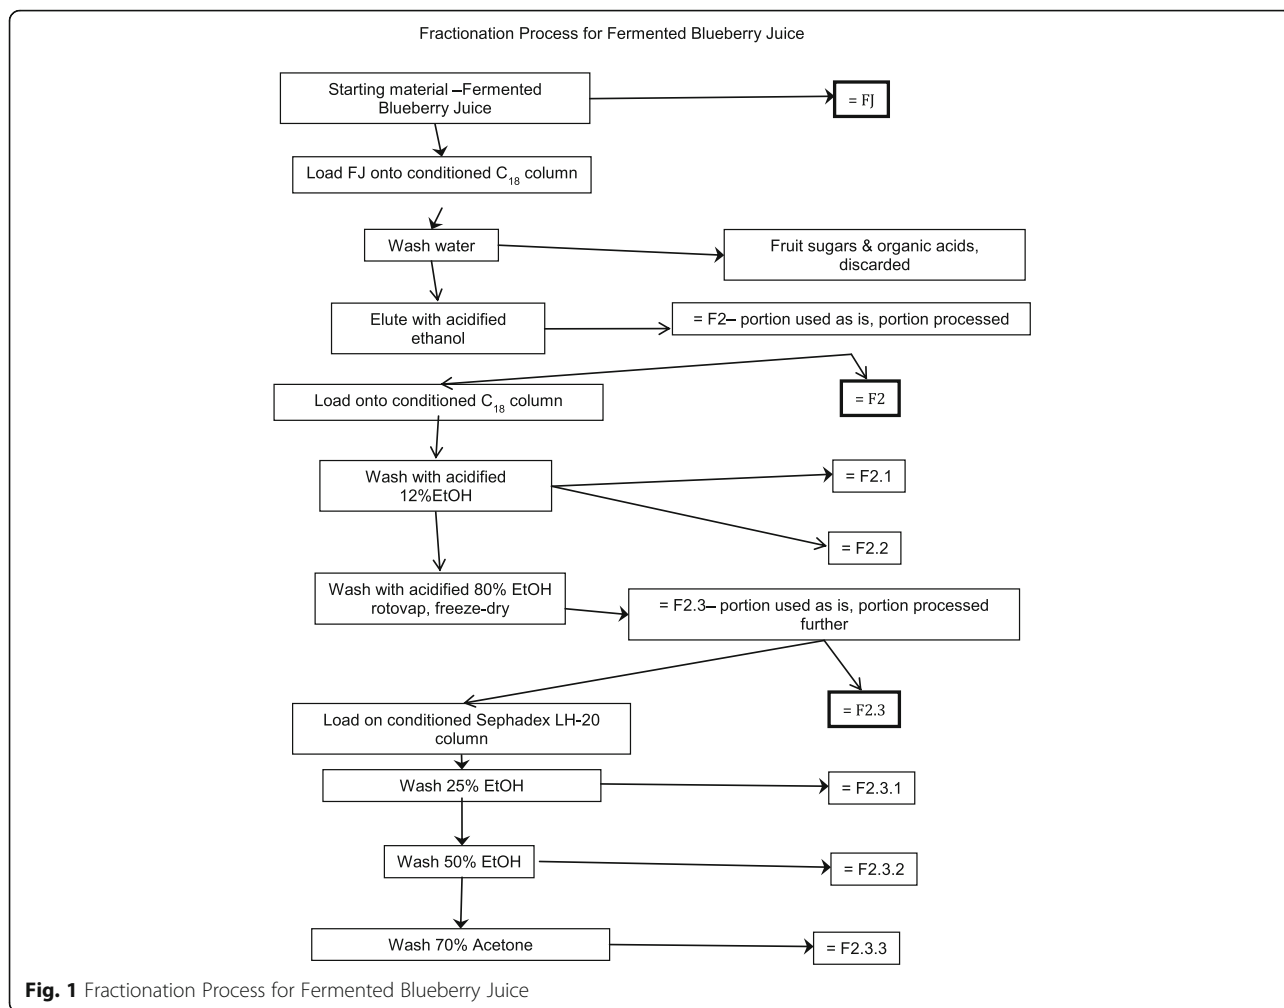 Fractionation Process for Fermented Blueberry Juice
Starting material –Fermented
Blueberry Juice
= FJ
Load FJ onto conditioned C18 column
Wash water
Fruit sugars & organic acids,
discarded
Elute with acidified
ethanol
= F2– portion used as is, portion processed
Load onto conditioned C18 column
= F2
Wash with acidified
12%EtOH
= F2.1
= F2.2
Wash with acidified 80% EtOH
rotovap, freeze-dry
= F2.3– portion used as is, portion processed
further
Load on conditioned Sephadex LH-20
column
= F2.3
Wash 25% EtOH
= F2.3.1
Wash 50% EtOH
= F2.3.2
Wash 70% Acetone
= F2.3.3
Fig. 1 Fractionation Process for Fermented Blueberry Juice